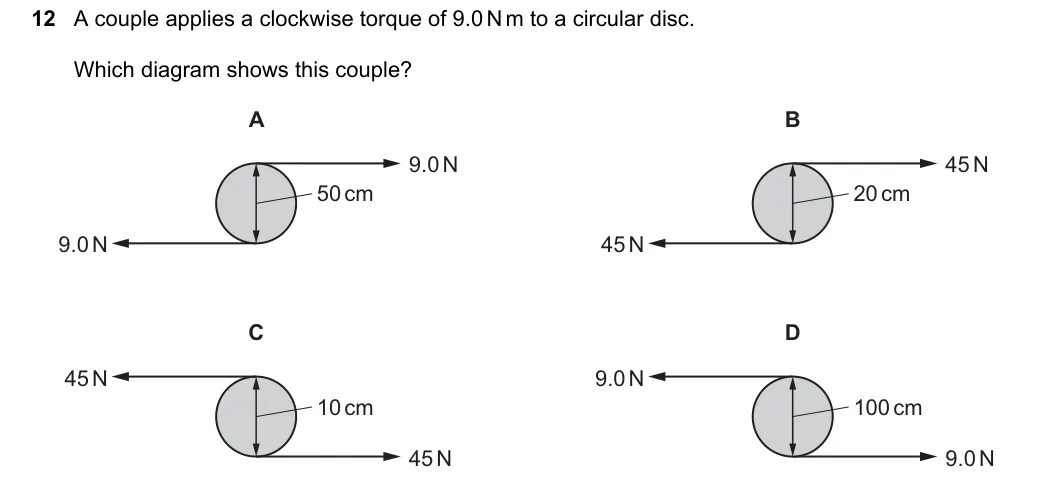 12 A couple applies a clockwise torque of 9.0 N m to a circular disc.
Which diagram shows this couple?
A
9.0 N
50 cm
9.0 N
B
45 N
20 cm
45 N
C
45 N
10 cm
45 N
D
9.0 N
100 cm
9.0 N